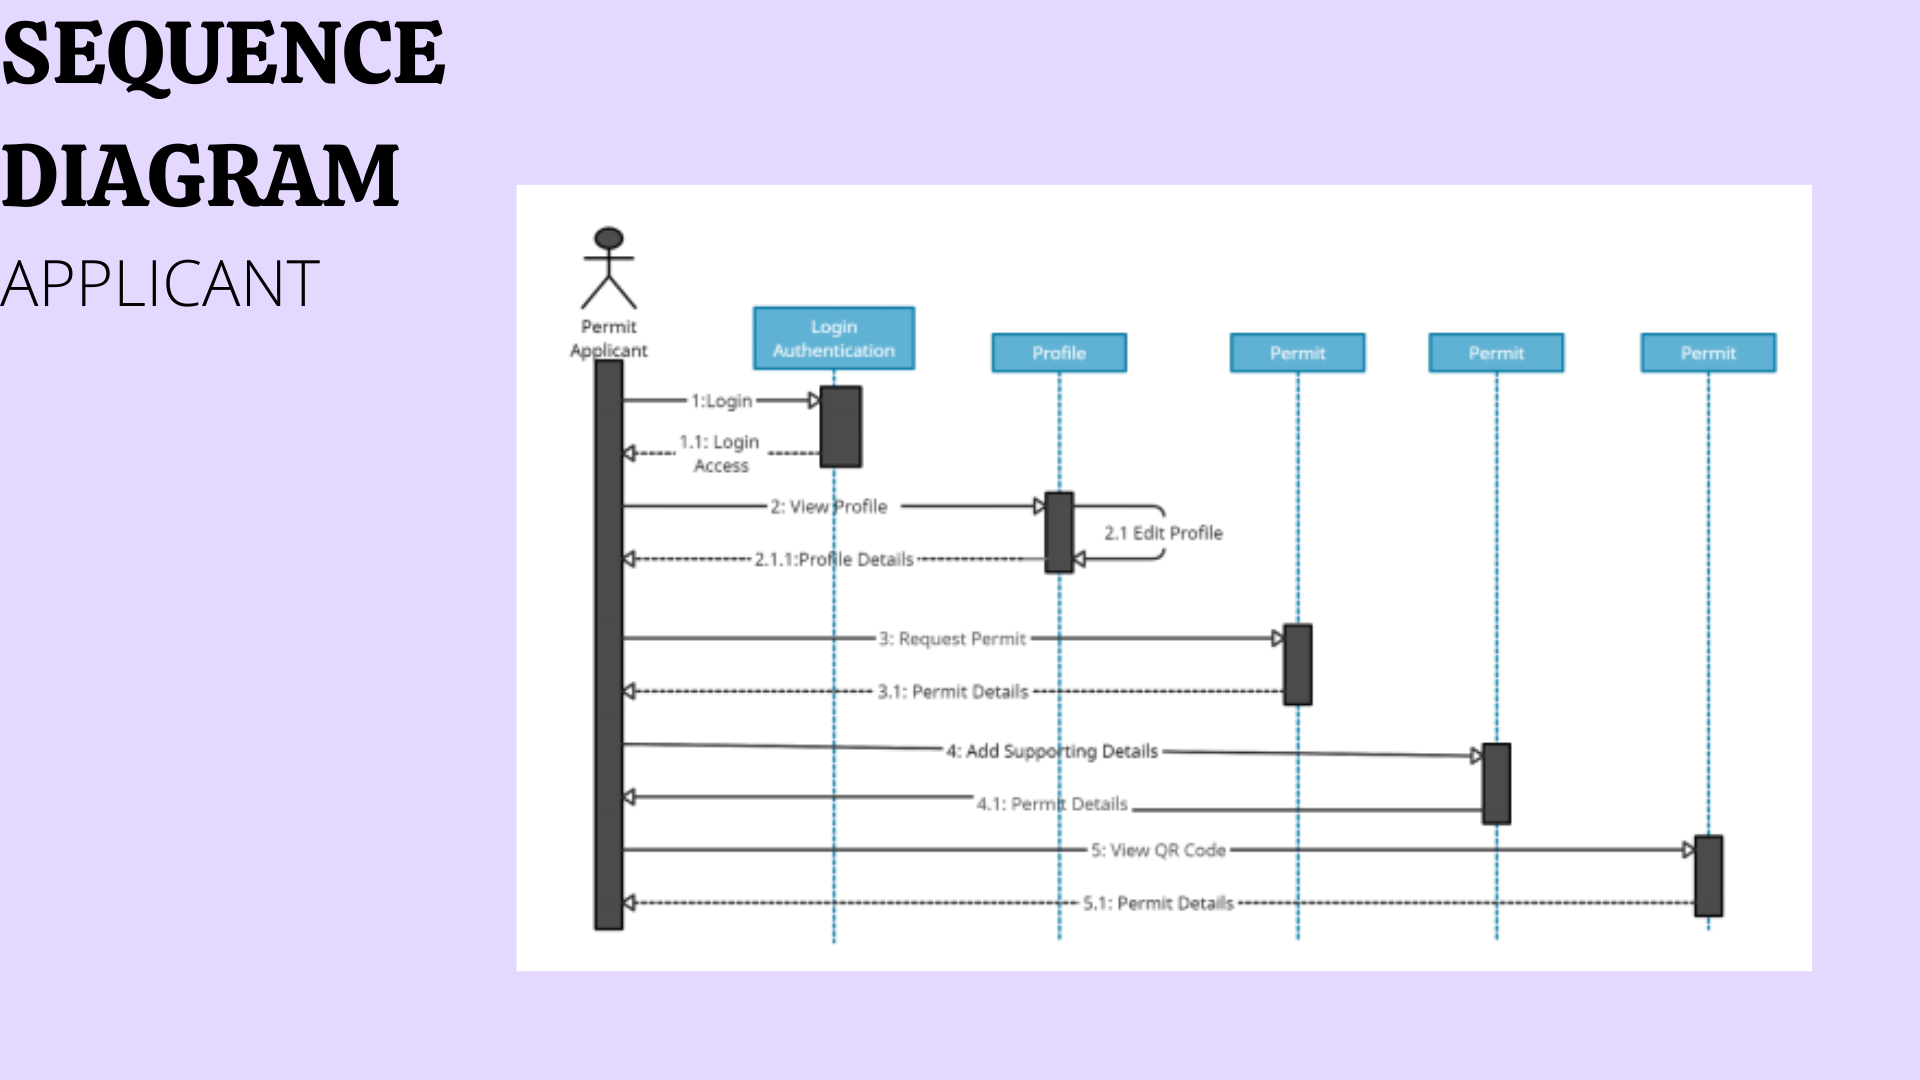 SEQUENCE
DIAGRAM
APPLICANT
Permit
Applicant
Login
Authentication
Profile
Permit
Permit
Permit
1:Login
1.1: Login
Access
2: View Profile
2.1 Edit Profile
2.1.1:Profile Details
3: Request Permit
3.1: Permit Details
4: Add Supporting Details
4.1: Permit Details
5: View QR Code
5.1: Permit Details